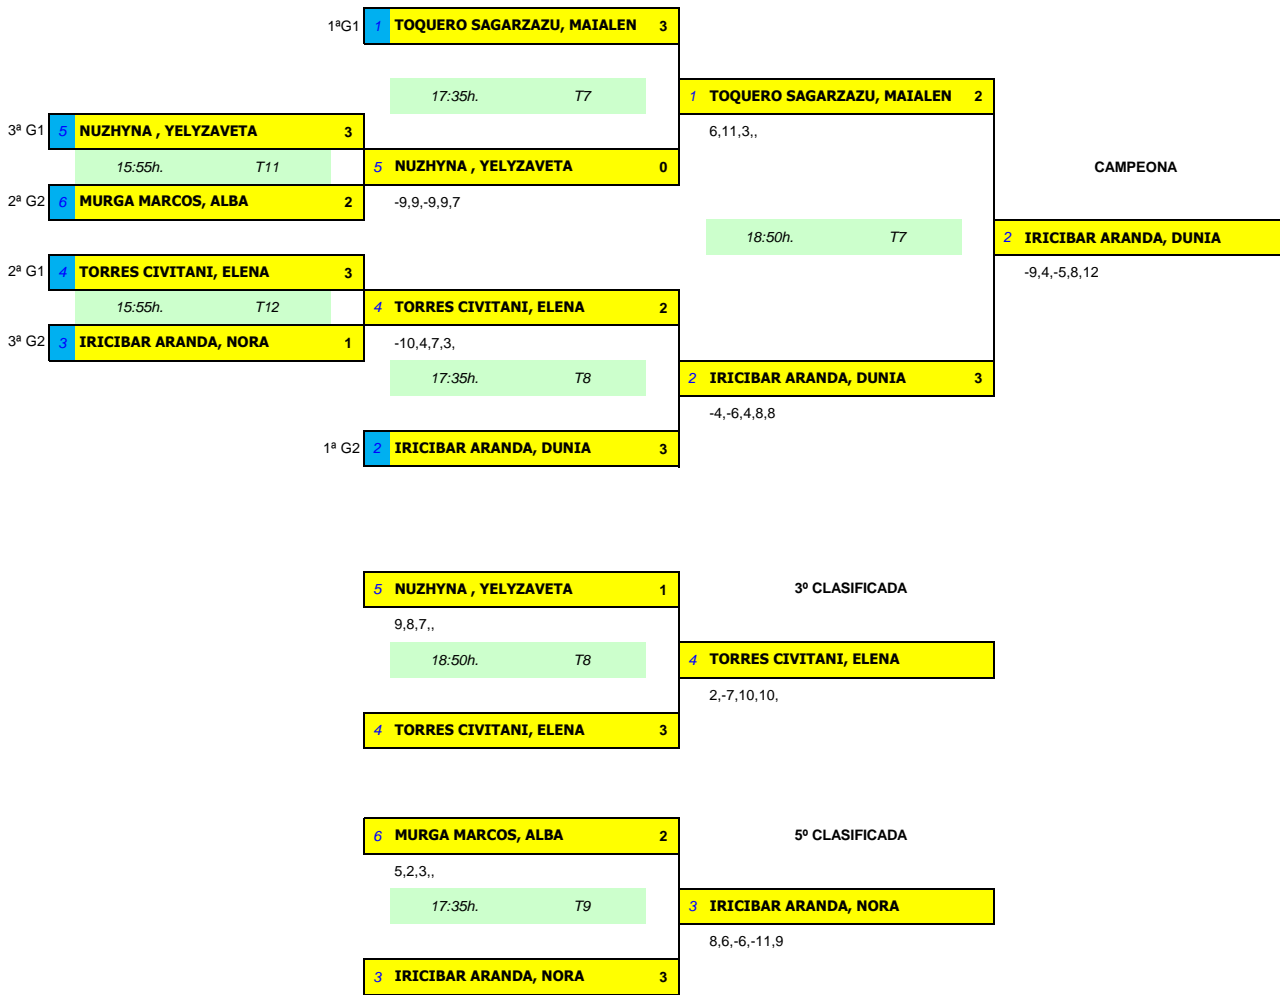 1ªG1 1 TOQUERO SAGARZAZU, MAIALEN 3
17:35h. T7
1 TOQUERO SAGARZAZU, MAIALEN 2
3ª G1 5 NUZHYNA , YELYZAVETA 3
6,11,3,,
15:55h. T11
5 NUZHYNA , YELYZAVETA 0
CAMPEONA
2ª G2 6 MURGA MARCOS, ALBA 2
-9,9,-9,9,7
18:50h. T7
2 IRICIBAR ARANDA, DUNIA
2ª G1 4 TORRES CIVITANI, ELENA 3
-9,4,-5,8,12
15:55h. T12
4 TORRES CIVITANI, ELENA 2
3ª G2 3 IRICIBAR ARANDA, NORA 1
-10,4,7,3,
17:35h. T8
2 IRICIBAR ARANDA, DUNIA 3
-4,-6,4,8,8
1ª G2 2 IRICIBAR ARANDA, DUNIA 3
5 NUZHYNA , YELYZAVETA 1
3º CLASIFICADA
9,8,7,,
18:50h. T8
4 TORRES CIVITANI, ELENA
2,-7,10,10,
4 TORRES CIVITANI, ELENA 3
6 MURGA MARCOS, ALBA 2
5º CLASIFICADA
5,2,3,,
17:35h. T9
3 IRICIBAR ARANDA, NORA
8,6,-6,-11,9
3 IRICIBAR ARANDA, NORA 3